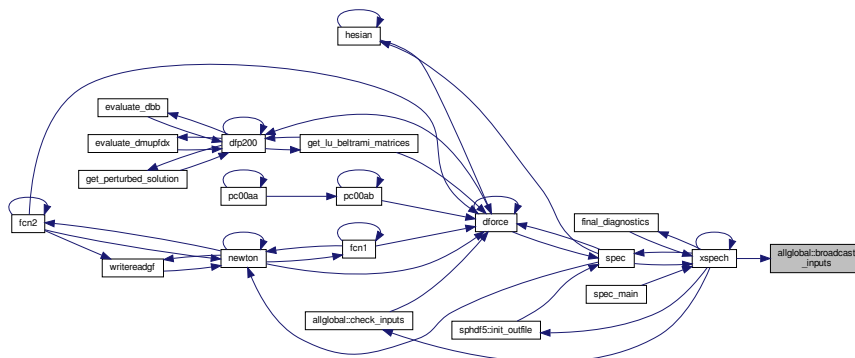 hesian
evaluate_dbb
evaluate_dmupfdx
dfp200
get_lu_beltrami_matrices
get_perturbed_solution
pc00aa
pc00ab
fcn2
dforce
final_diagnostics
fcn1
newton
writereadgf
spec
xspech
allglobal::broadcast
_inputs
spec_main
allglobal::check_inputs
sphdf5::init_outfile